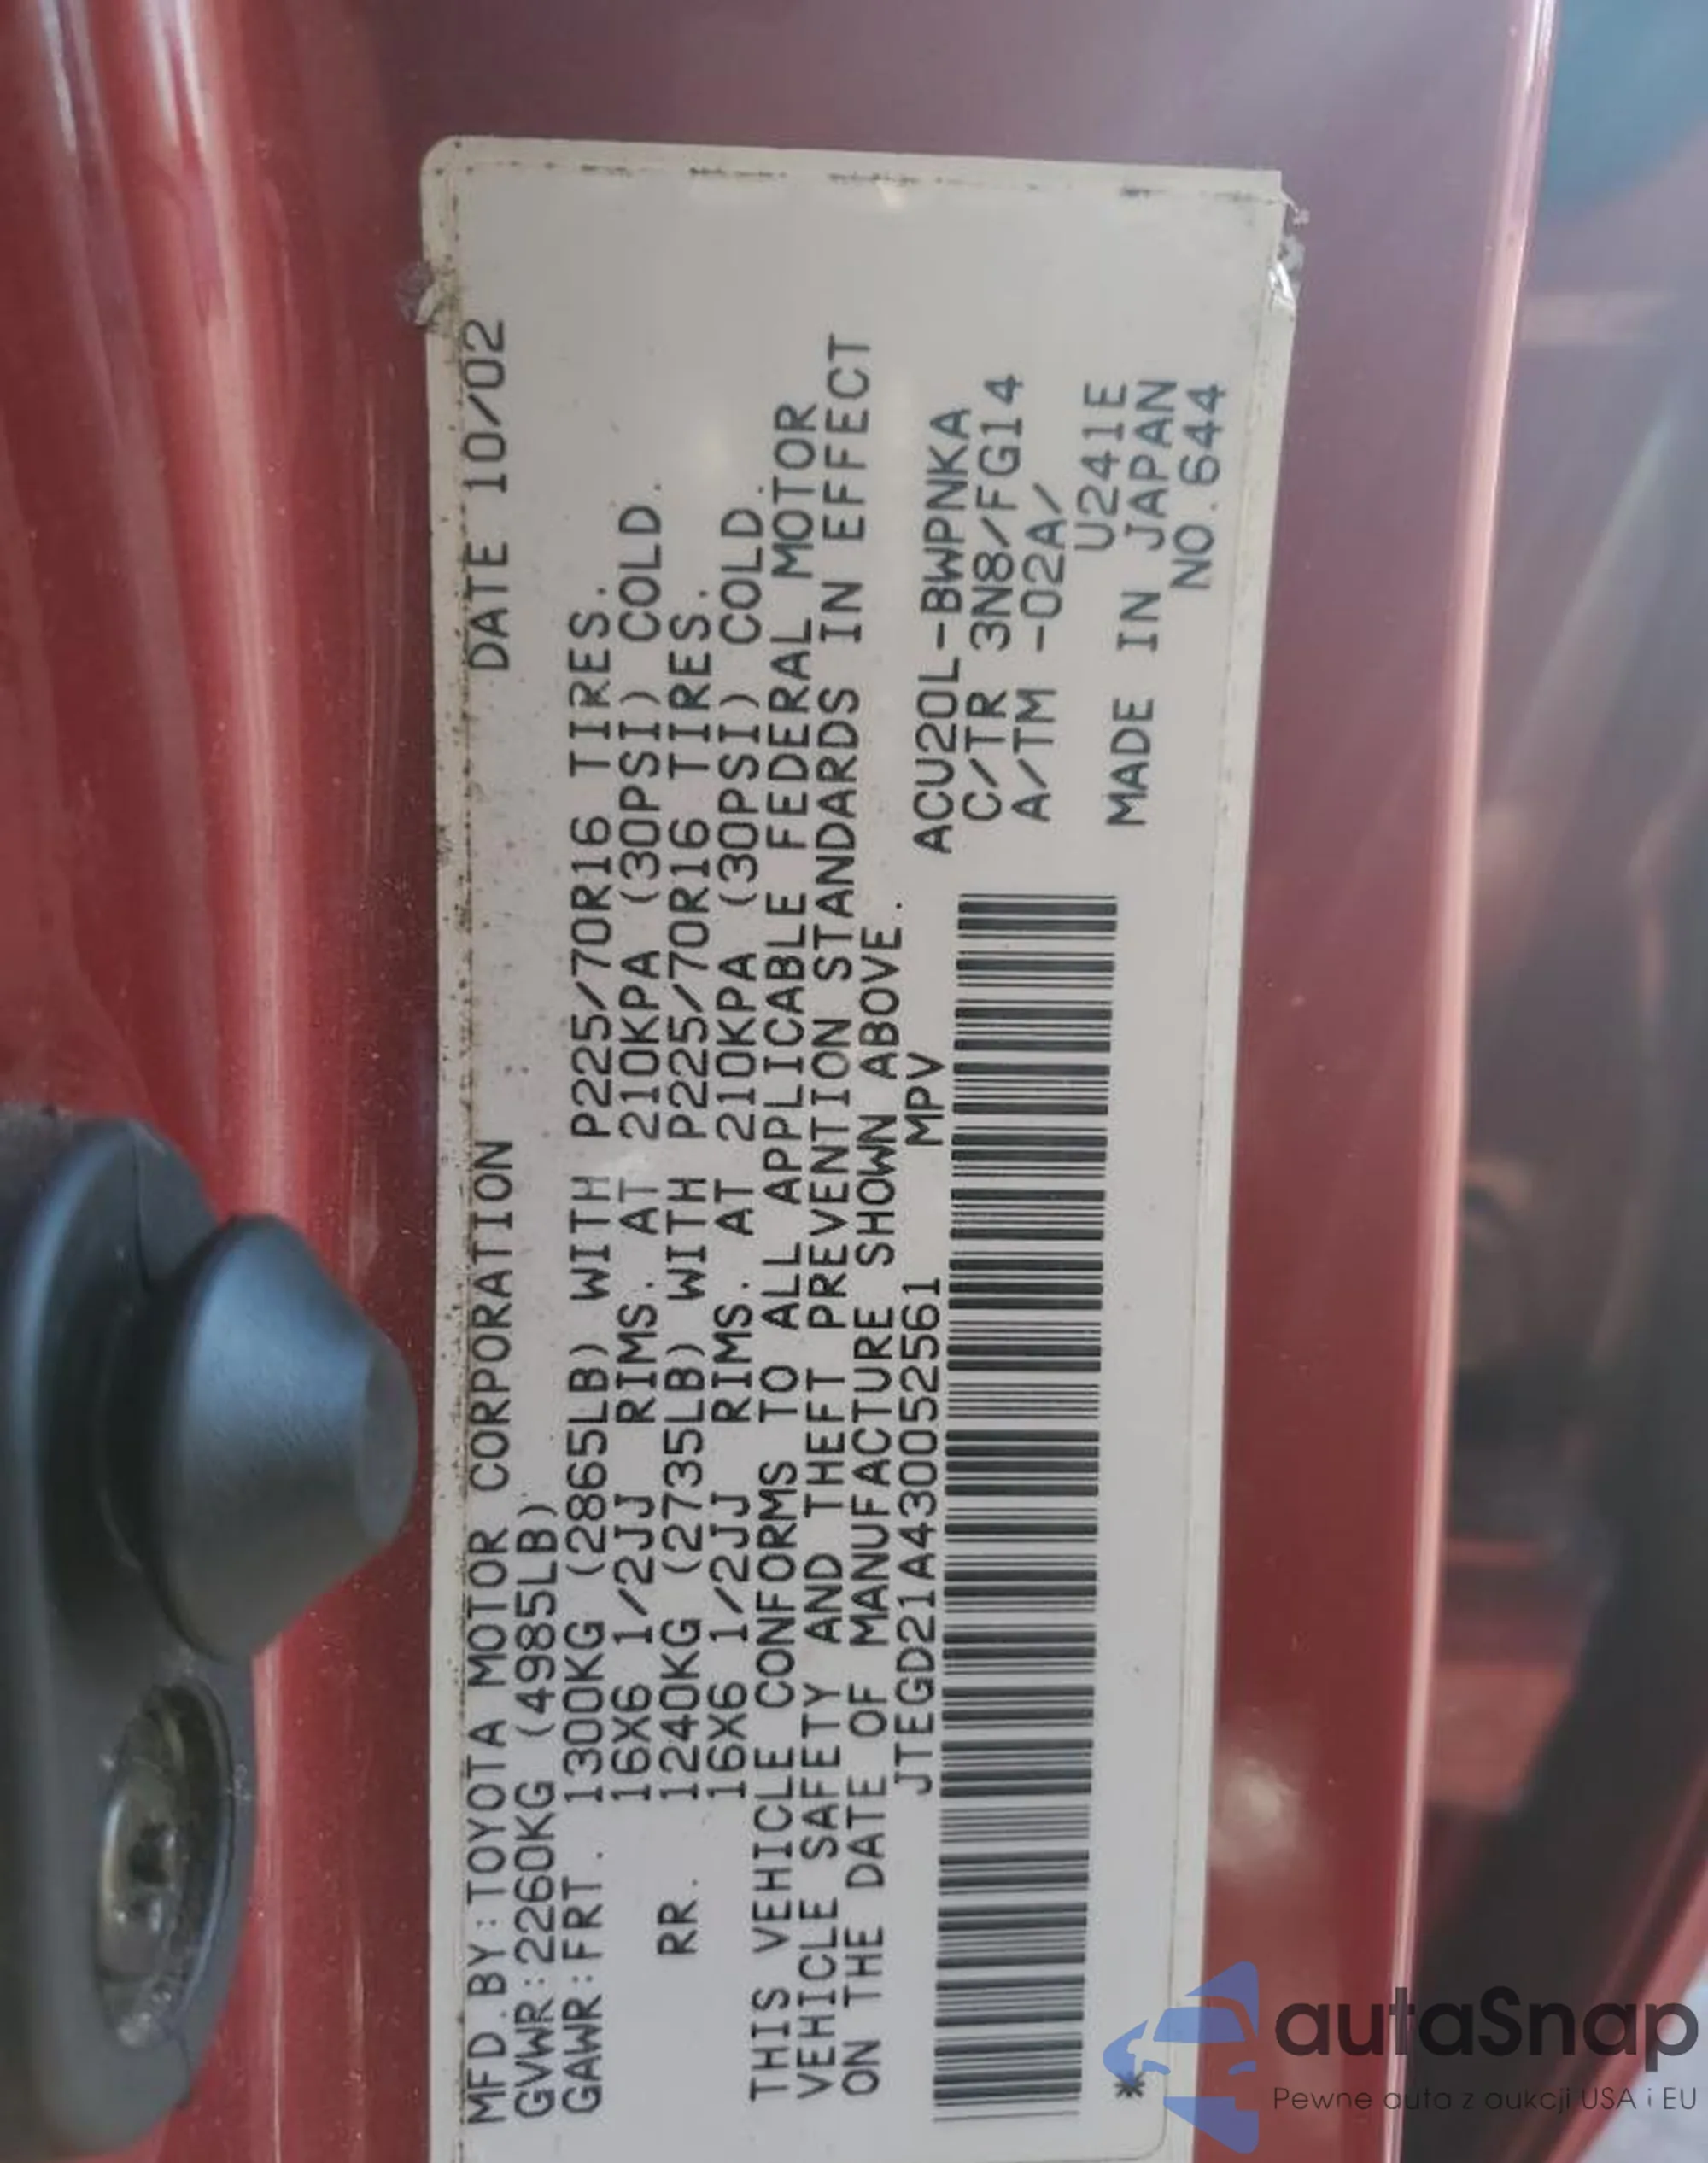 MFD.BY:TOYOTA MOTOR CORPORATION DATE 10/02
GVWR:2260KG (4985LB)
GAWR:FRT. 1300KG (2865LB) WITH P225/70R16 TIRES.
16X6 1/2JJ RIMS. AT 210KPA (30PSI) COLD.
RR. 1240KG (2735LB) WITH P225/70R16 TIRES.
16X6 1/2JJ RIMS. AT 210KPA (30PSI) COLD.
THIS VEHICLE CONFORMS TO ALL APPLICABLE FEDERAL MOTOR
VEHICLE SAFETY AND THEFT PREVENTION STANDARDS IN EFFECT
ON THE DATE OF MANUFACTURE SHOWN ABOVE.
JTEGD21A430052561 MPV
ACU20L-BWPNKA
C/TR 3N8/FG14
A/TM -02A/
U241E
MADE IN JAPAN
NO.644
*
autaSnap
Pewne auta z aukcji USA i EU